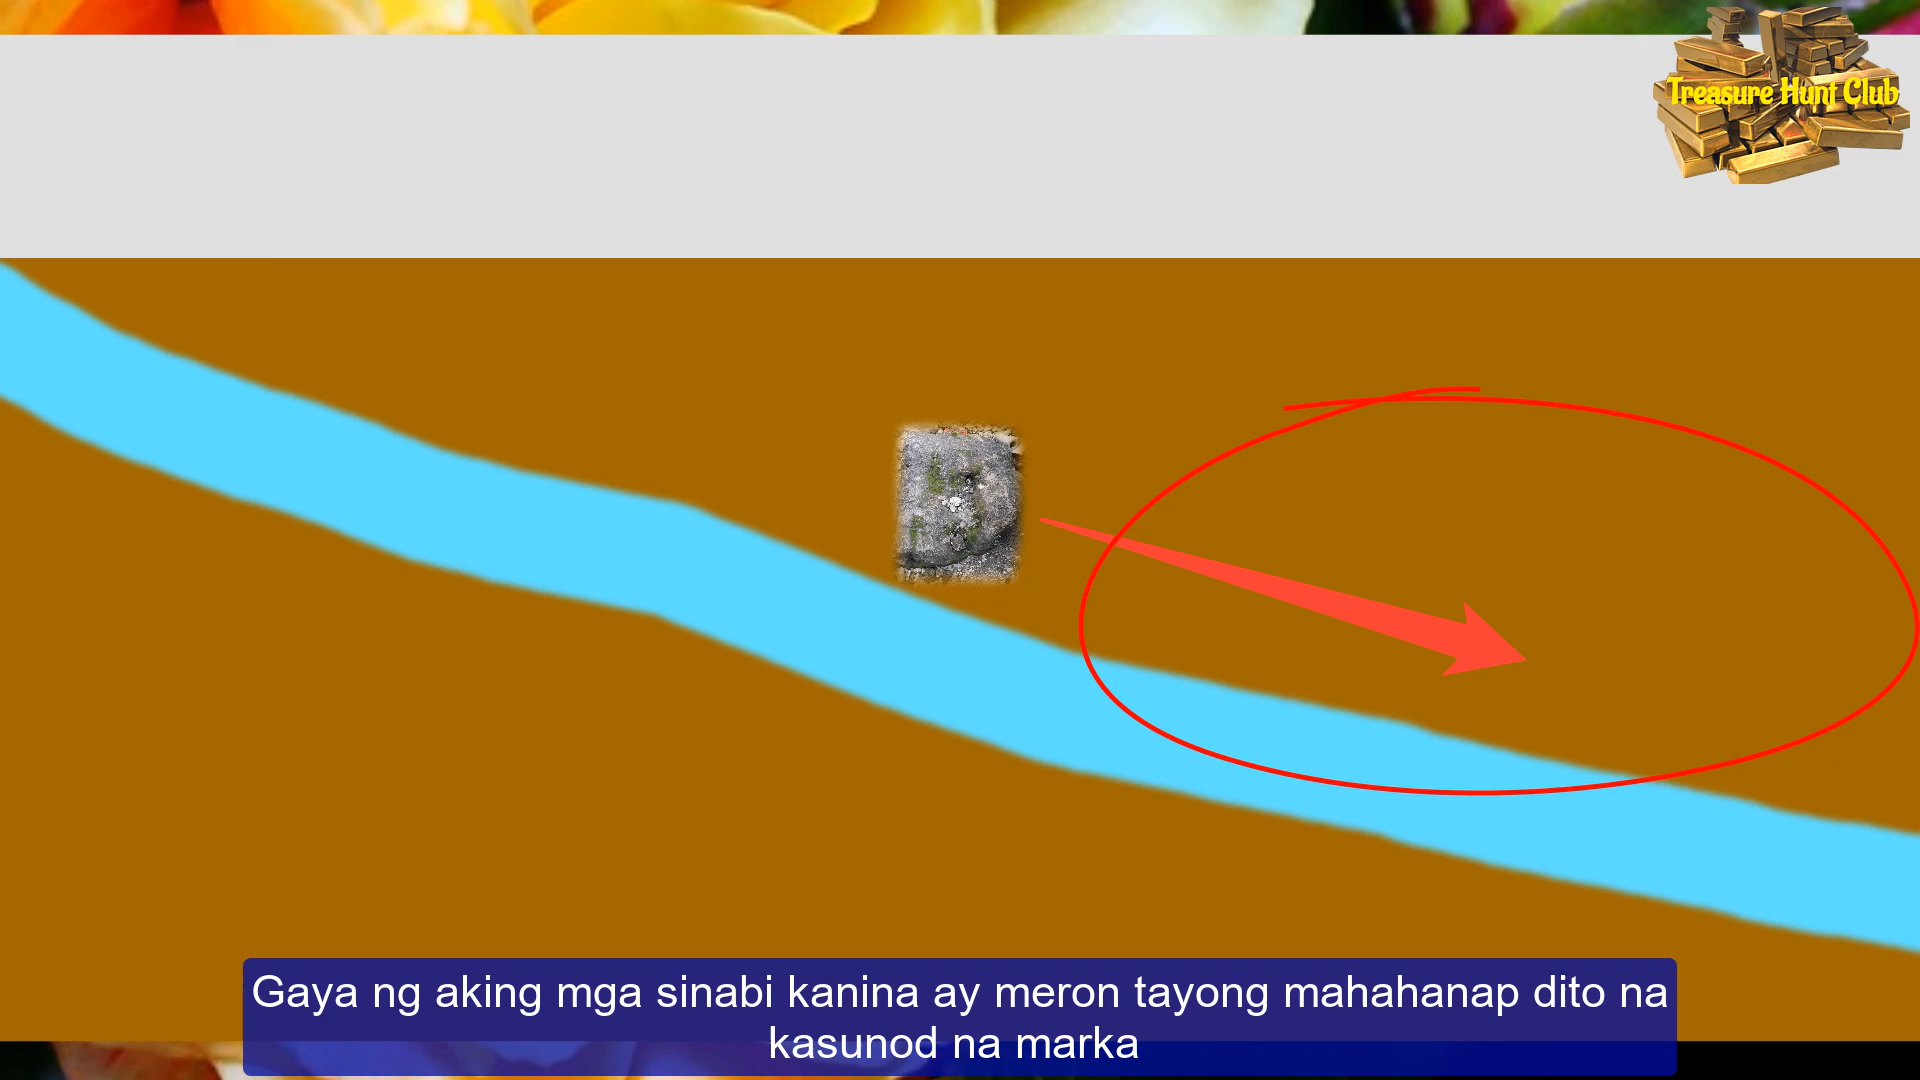 Treasure Hunt Club
Gaya ng aking mga sinabi kanina ay meron tayong mahahanap dito na
kasunod na marka